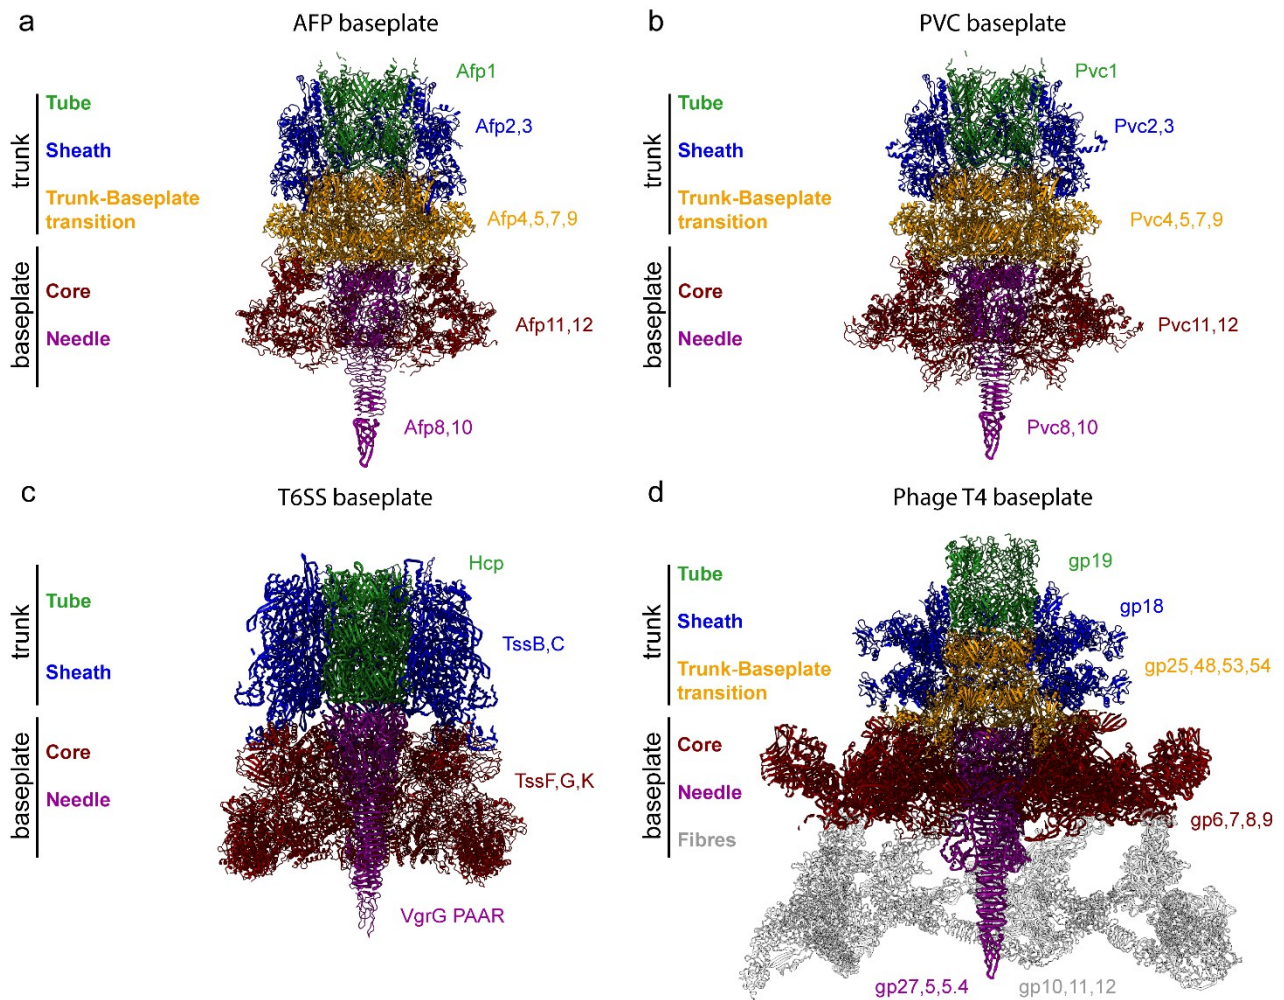 a
AFP baseplate
trunk
baseplate
Tube
Sheath
Trunk-Baseplate
transition
Core
Needle
Afp1
Afp2,3
Afp4,5,7,9
Afp11,12
Afp8,10
b
PVC baseplate
trunk
baseplate
Tube
Sheath
Trunk-Baseplate
transition
Core
Needle
Pvc1
Pvc2,3
Pvc4,5,7,9
Pvc11,12
Pvc8,10
c
T6SS baseplate
trunk
baseplate
Tube
Sheath
Core
Needle
Hcp
TssB,C
TssF,G,K
VgrG PAAR
d
Phage T4 baseplate
trunk
baseplate
Tube
Sheath
Trunk-Baseplate
transition
Core
Needle
Fibres
gp19
gp18
gp25,48,53,54
gp6,7,8,9
gp27,5,5.4
gp10,11,12